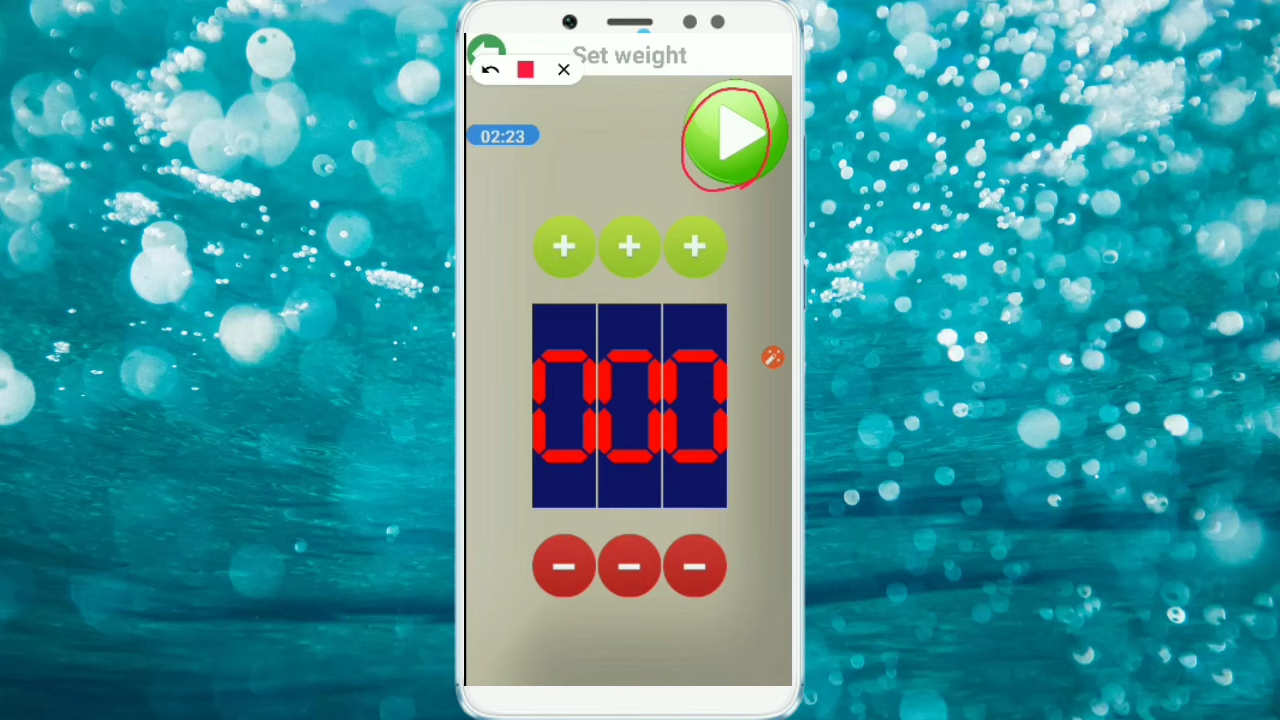 Set weight
02:23
+ + +
000
- - -